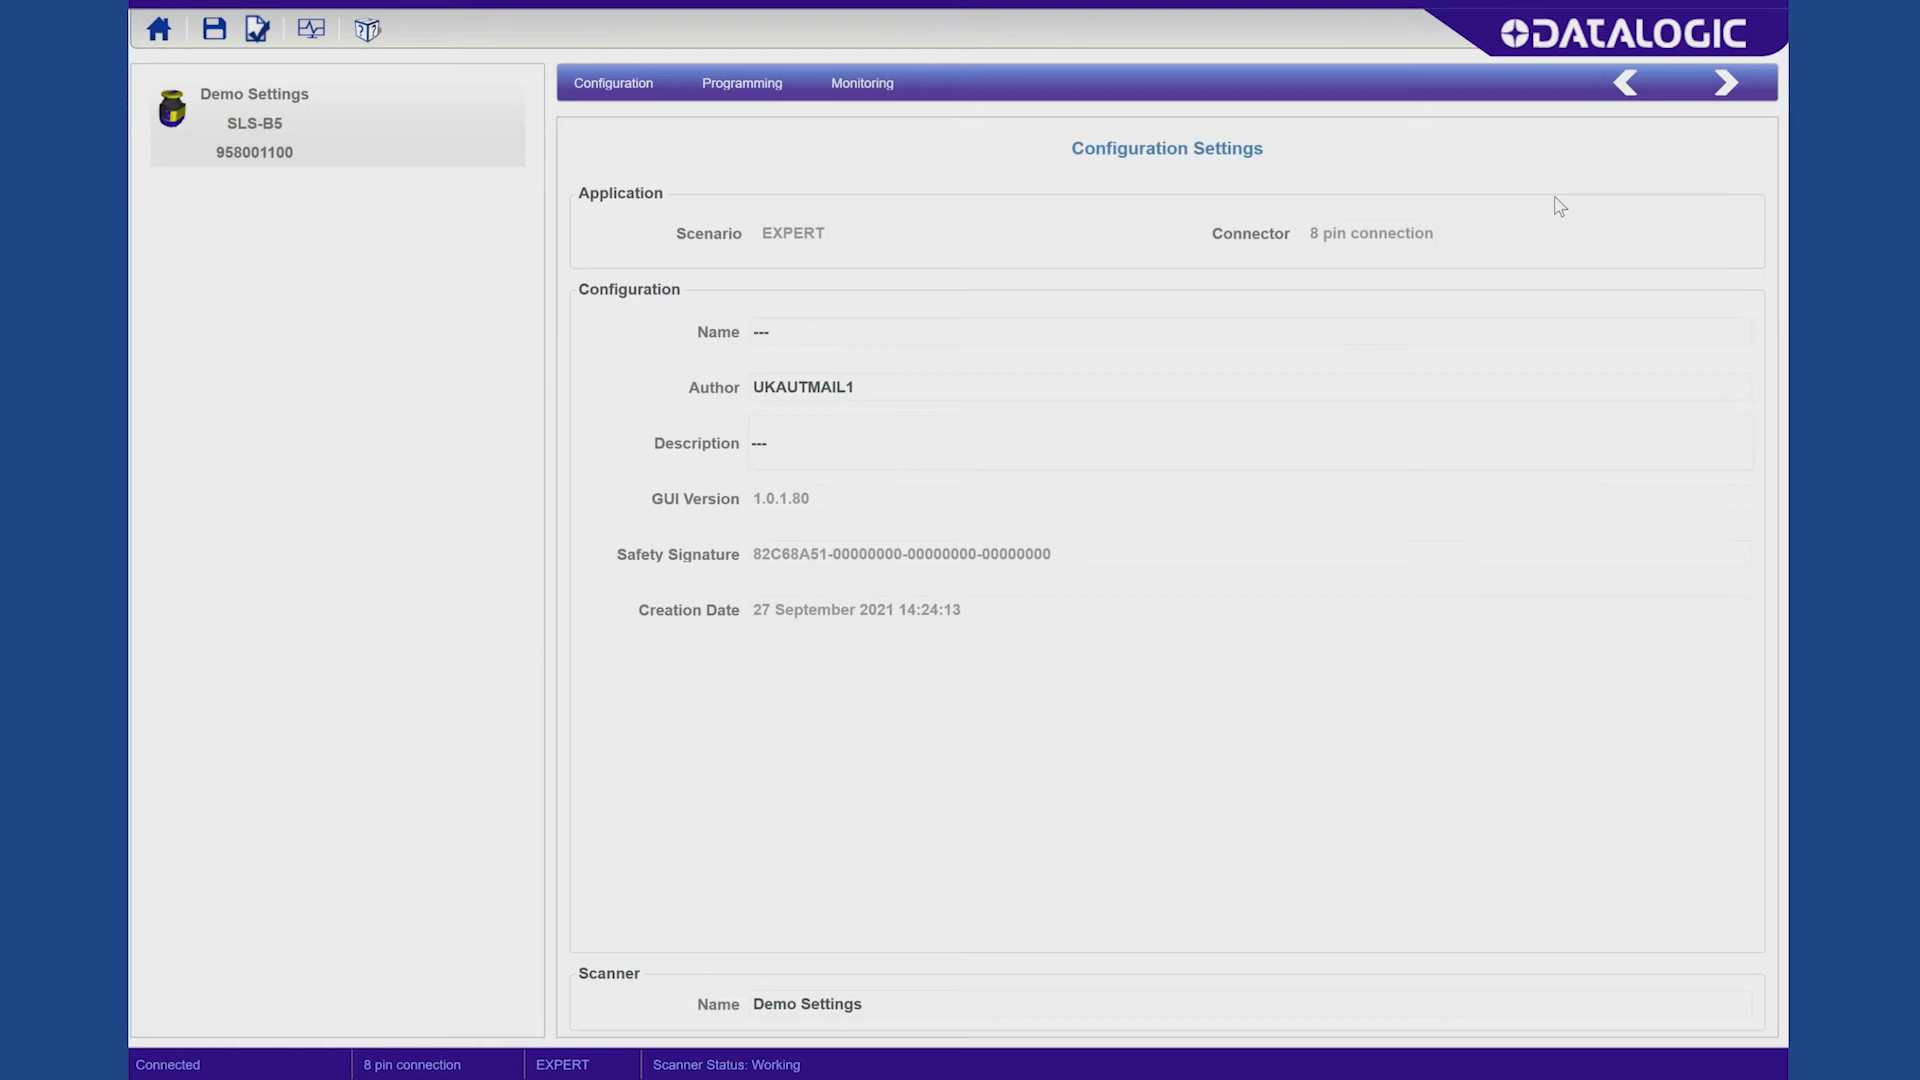 DATALOGIC
Demo Settings
SLS-B5
958001100
Configuration Programming Monitoring
Configuration Settings
Application
Scenario EXPERT Connector 8 pin connection
Configuration
Name ---
Author UKAUTMAIL1
Description ---
GUI Version 1.0.1.80
Safety Signature 82C68A51-00000000-00000000-00000000
Creation Date 27 September 2021 14:24:13
Scanner
Name Demo Settings
Connected 8 pin connection EXPERT Scanner Status: Working